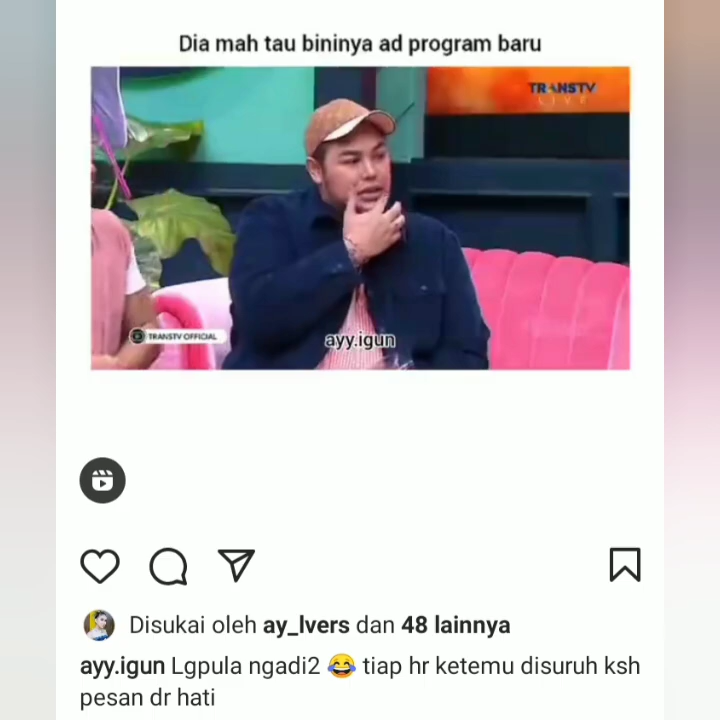 Dia mah tau bininya ad program baru
TRANSTV
LIVE
TRANSTV OFFICIAL
ayy.igun
Disukai oleh ay_lvers dan 48 lainnya
ayy.igun Lgpula ngadi2 😂 tiap hr ketemu disuruh ksh
pesan dr hati